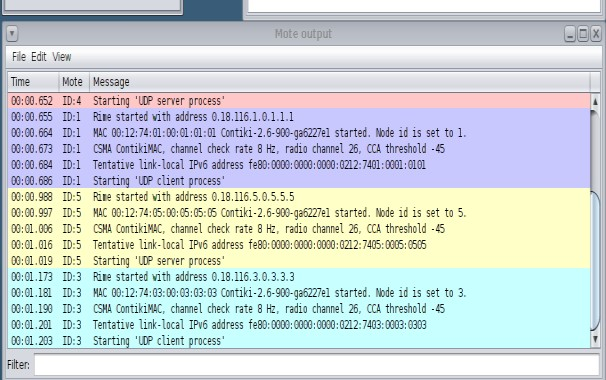 Mote output
File Edit View
Time Mote Message
00:00.652 ID:4 Starting 'UDP server process'
00:00.655 ID:1 Rime started with address 0.18.116.1.0.1.1.1
00:00.664 ID:1 MAC 00:12:74:01:00:01:01:01 Contiki-2.6-900-ga6227e1 started. Node id is set to 1.
00:00.673 ID:1 CSMA ContikiMAC, channel check rate 8 Hz, radio channel 26, CCA threshold -45
00:00.684 ID:1 Tentative link-local IPv6 address fe80:0000:0000:0000:0212:7401:0001:0101
00:00.686 ID:1 Starting 'UDP client process'
00:00.988 ID:5 Rime started with address 0.18.116.5.0.5.5.5
00:00.997 ID:5 MAC 00:12:74:05:00:05:05:05 Contiki-2.6-900-ga6227e1 started. Node id is set to 5.
00:01.006 ID:5 CSMA ContikiMAC, channel check rate 8 Hz, radio channel 26, CCA threshold -45
00:01.016 ID:5 Tentative link-local IPv6 address fe80:0000:0000:0000:0212:7405:0005:0505
00:01.019 ID:5 Starting 'UDP server process'
00:01.173 ID:3 Rime started with address 0.18.116.3.0.3.3.3
00:01.181 ID:3 MAC 00:12:74:03:00:03:03:03 Contiki-2.6-900-ga6227e1 started. Node id is set to 3.
00:01.190 ID:3 CSMA ContikiMAC, channel check rate 8 Hz, radio channel 26, CCA threshold -45
00:01.201 ID:3 Tentative link-local IPv6 address fe80:0000:0000:0000:0212:7403:0003:0303
00:01.203 ID:3 Starting 'UDP client process'
Filter: